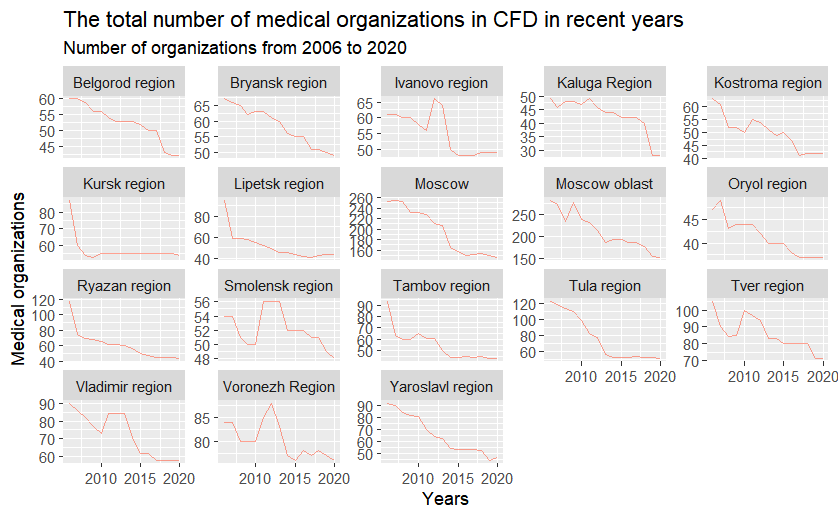 The total number of medical organizations in CFD in recent years
Number of organizations from 2006 to 2020
Belgorod region Bryansk region Ivanovo region Kaluga Region Kostroma region
60 55 50 45
65 60 55 50
65 60 55 50
50 45 40 35 30
60 55 50 45 40
Kursk region Lipetsk region Moscow Moscow oblast Oryol region
80 70 60
80 60 40
260 240 220 200 180 160
250 200 150
45 40
Ryazan region Smolensk region Tambov region Tula region Tver region
120 100 80 60 40
56 54 52 50 48
90 80 70 60 50
120 100 80 60
100 90 80 70
Vladimir region Voronezh Region Yaroslavl region
90 80 70 60
85 80
90 80 70 60 50
2010 2015 2020
2010 2015 2020
2010 2015 2020
2010 2015 2020
2010 2015 2020
Medical organizations
Years